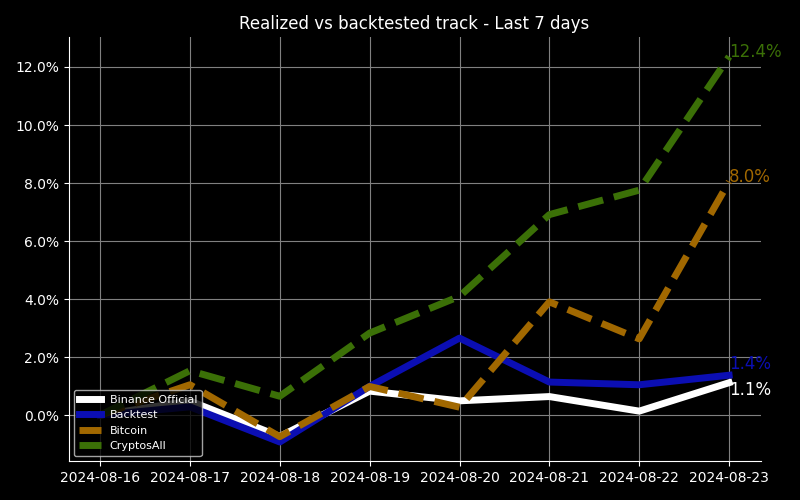 Realized vs backtested track - Last 7 days
12.4%
12.0%
10.0%
8.0%
8.0%
6.0%
4.0%
2.0%
1.4%
1.1%
0.0%
Binance Official
Backtest
Bitcoin
CryptosAll
2024-08-16 2024-08-17 2024-08-18 2024-08-19 2024-08-20 2024-08-21 2024-08-22 2024-08-23